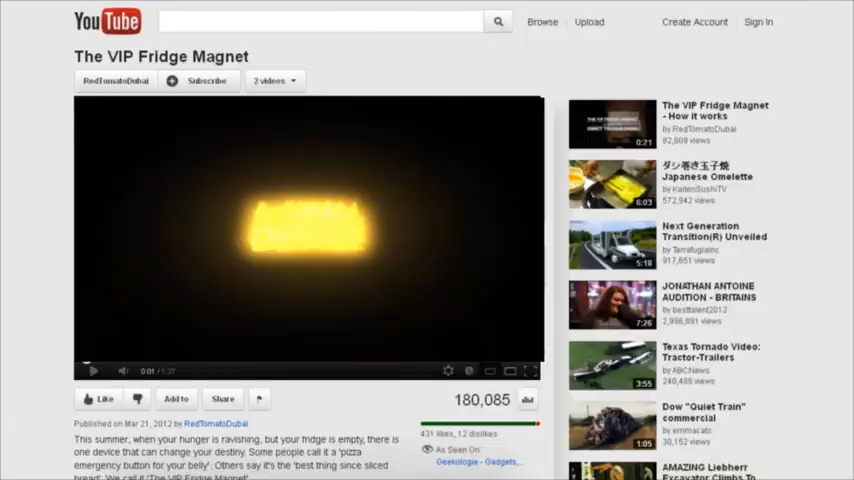 YouTube
Browse
Upload
Create Account
Sign In
The VIP Fridge Magnet
RedTomatoDubai
Subscribe
2 videos
0:01 / 1:37
Like
Add to
Share
180,085
Published on Mar 21, 2012 by RedTomatoDubai
This summer, when your hunger is ravishing, but your fridge is empty, there is
one device that can change your destiny. Some people call it a 'pizza
emergency button for your belly'. Others say it's the 'best thing since sliced
bread'. We call it 'The VIP Fridge Magnet'
431 likes, 12 dislikes
As Seen On:
Geekologie - Gadgets,...
0:21
The VIP Fridge Magnet
- How it works
by RedTomatoDubai
82,809 views
6:03
ダシ巻き玉子焼
Japanese Omelette
by KaitenSushiTV
572,942 views
5:18
Next Generation
Transition(R) Unveiled
by Terrafugiainc
917,651 views
7:26
JONATHAN ANTOINE
AUDITION - BRITAINS
by besttalent2012
2,986,891 views
3:55
Texas Tornado Video:
Tractor-Trailers
by ABCNews
240,488 views
1:05
Dow "Quiet Train"
commercial
by emmacats
30,152 views
AMAZING Liebherr
Excavator Climbs To